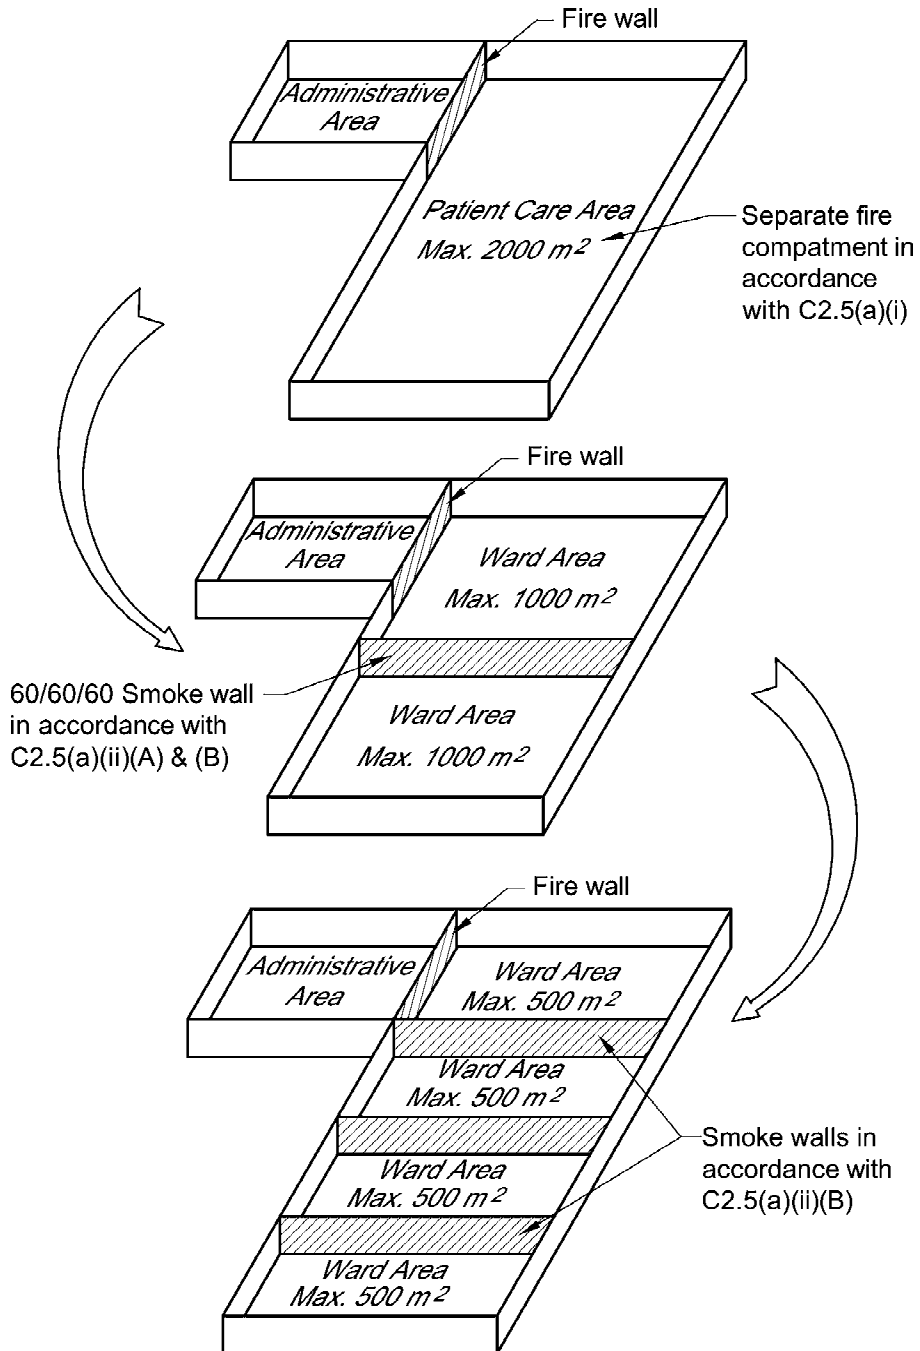 Fire wall
Administrative
Area
Patient Care Area
Max. 2000 m²
Separate fire
compatment in
accordance
with C2.5(a)(i)
Fire wall
Administrative
Area
Ward Area
Max. 1000 m²
60/60/60 Smoke wall
in accordance with
C2.5(a)(ii)(A) & (B)
Ward Area
Max. 1000 m²
Fire wall
Administrative
Area
Ward Area
Max. 500 m²
Ward Area
Max. 500 m²
Smoke walls in
accordance with
C2.5(a)(ii)(B)
Ward Area
Max. 500 m²
Ward Area
Max. 500 m²